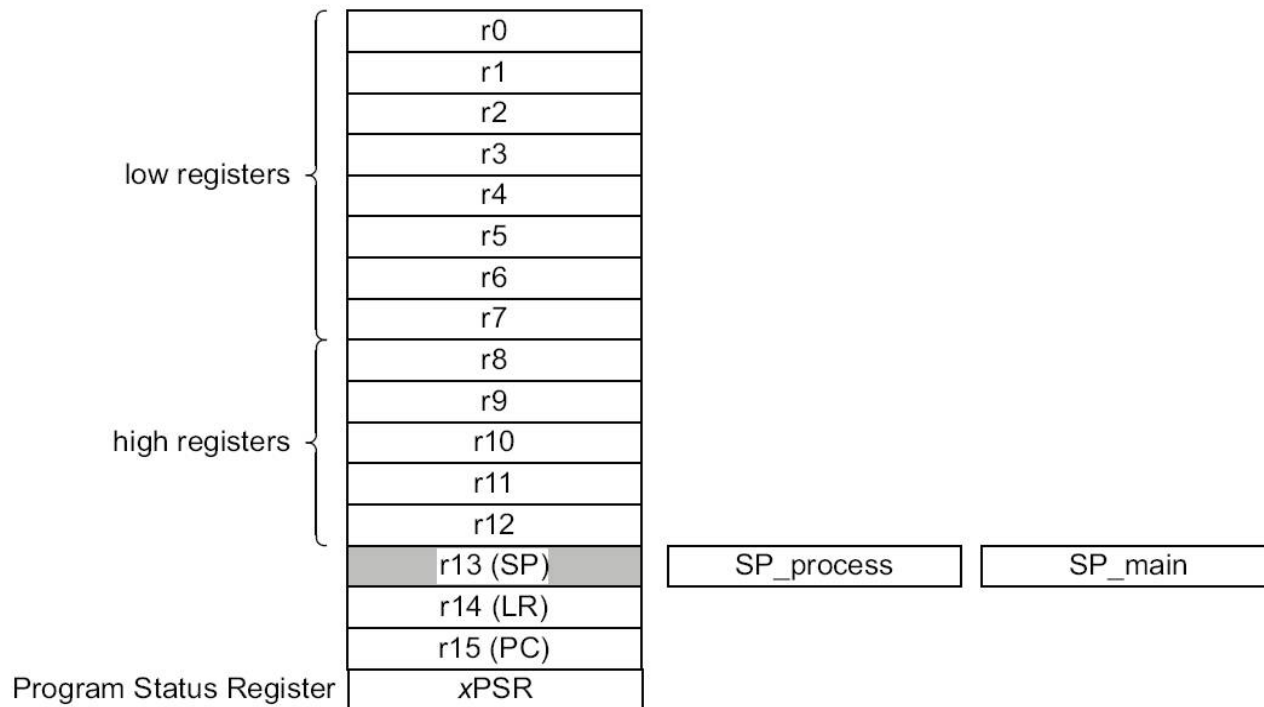 r0
r1
r2
r3
low registers
r4
r5
r6
r7
r8
r9
high registers
r10
r11
r12
r13 (SP) SP_process SP_main
r14 (LR)
r15 (PC)
Program Status Register xPSR